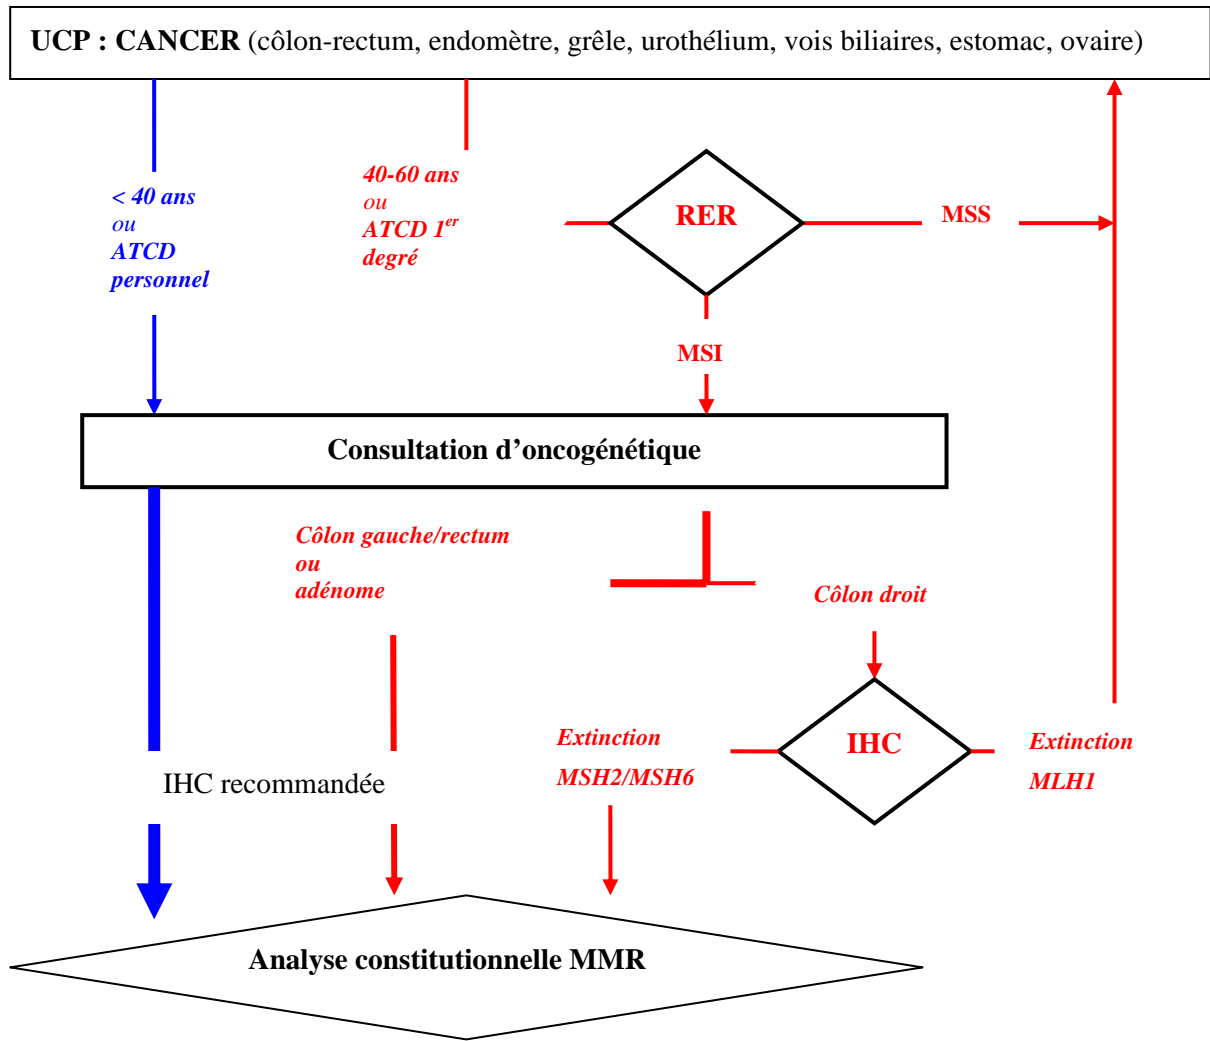 UCP : CANCER (côlon-rectum, endomètre, grêle, urothélium, vois biliaires, estomac, ovaire)
< 40 ans
ou
ATCD
personnel
40-60 ans
ou
ATCD 1er
degré
RER
MSS
MSI
Consultation d’oncogénétique
Côlon gauche/rectum
ou
adénome
Côlon droit
IHC
Extinction
MSH2/MSH6
Extinction
MLH1
IHC recommandée
Analyse constitutionnelle MMR